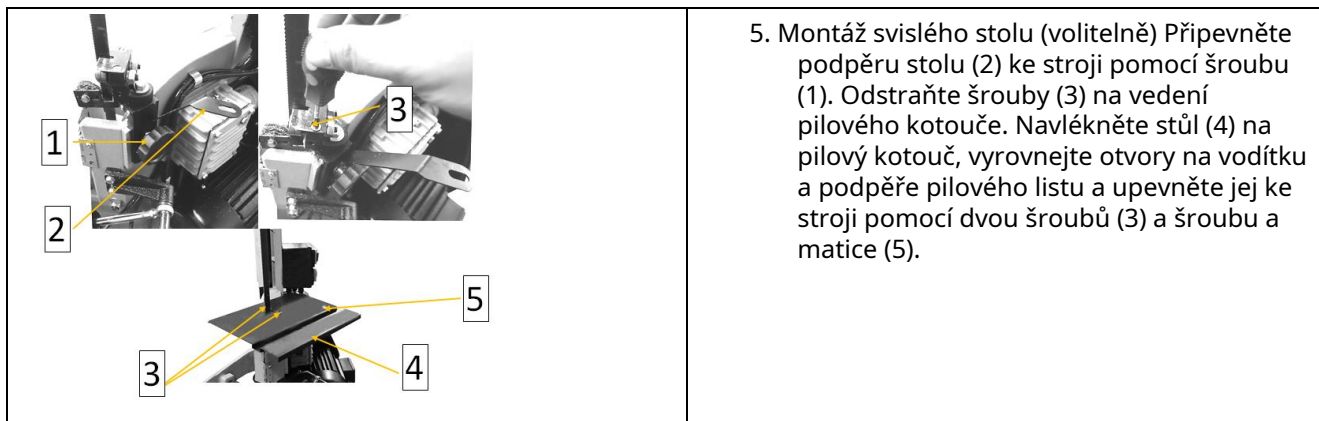 1
2
3
3
4
5
5. Montáž svislého stolu (volitelně) Připevněte
podpěru stolu (2) ke stroji pomocí šroubu
(1). Odstraňte šrouby (3) na vedení
pilového kotouče. Navlékněte stůl (4) na
pilový kotouč, vyrovnejte otvory na vodítku
a podpěře pilového listu a upevněte jej ke
stroji pomocí dvou šroubů (3) a šroubu a
matice (5).